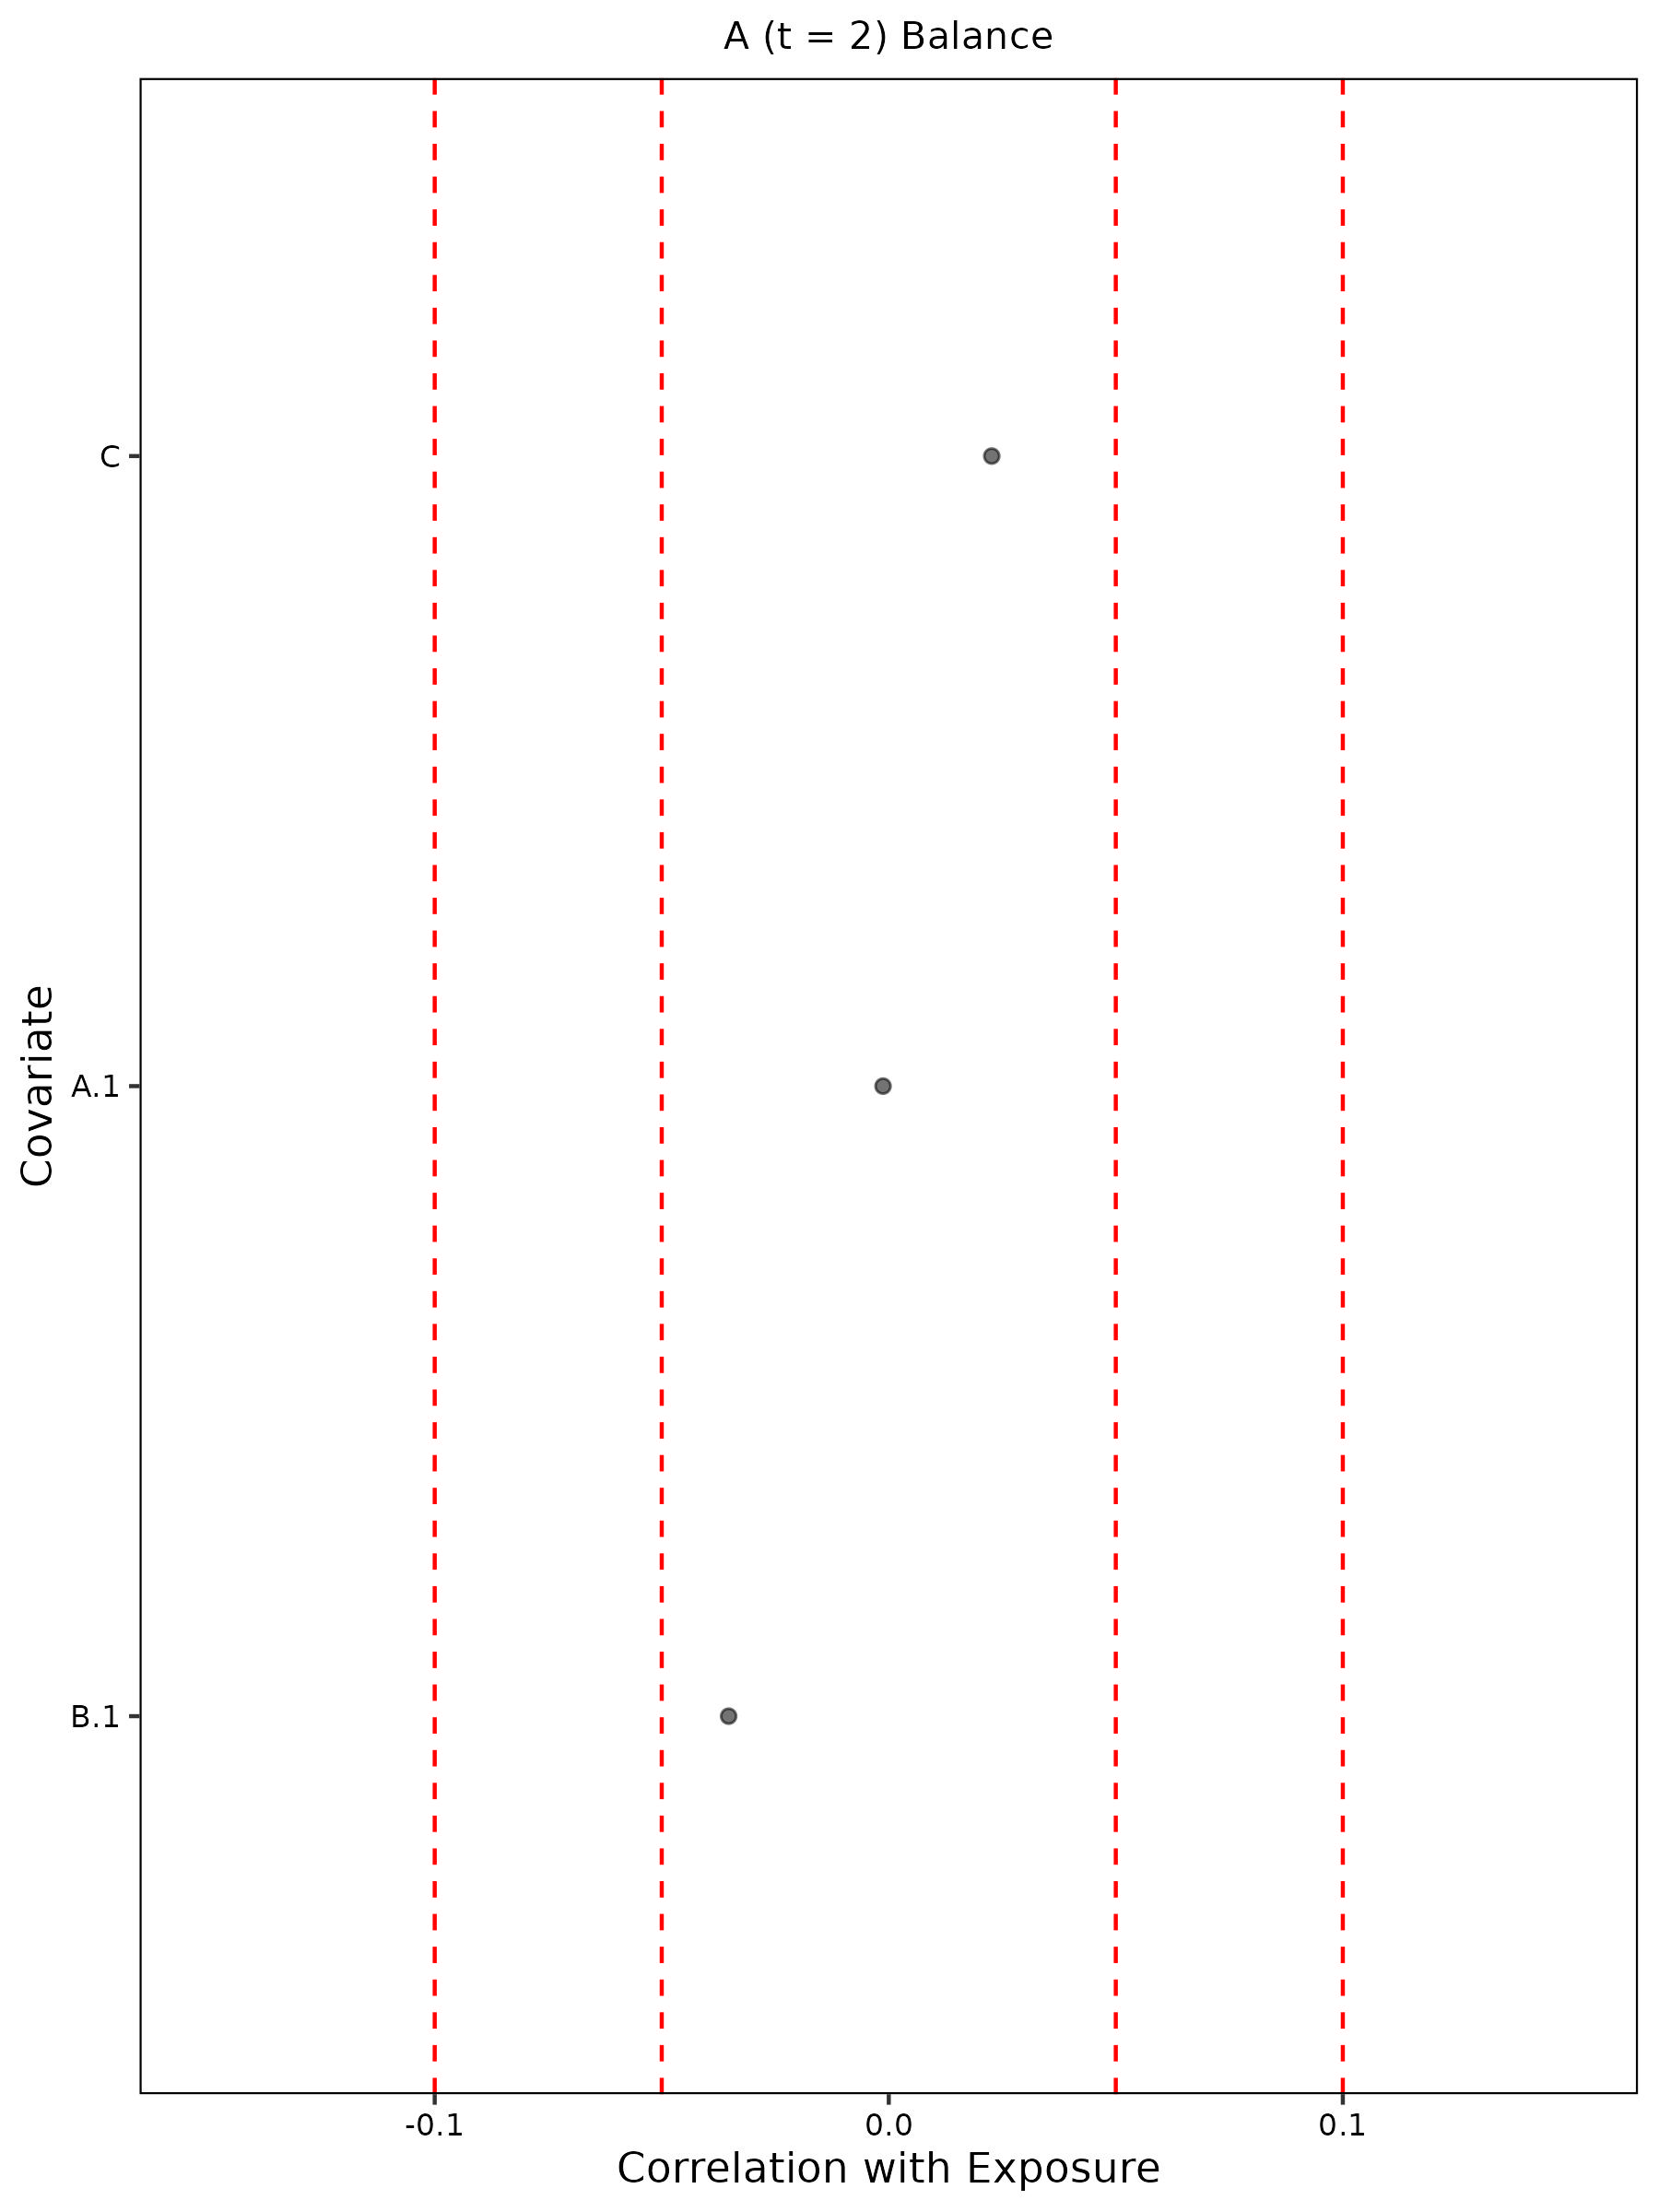 A (t = 2) Balance
Covariate
C
A.1
B.1
-0.1
0.0
0.1
Correlation with Exposure